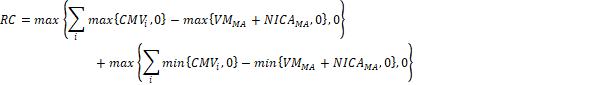 RC = max {∑ᵢ max{CMVᵢ, 0} − max{VM_MA + NICA_MA, 0}, 0}
+ max {∑ᵢ min{CMVᵢ, 0} − min{VM_MA + NICA_MA, 0}, 0}